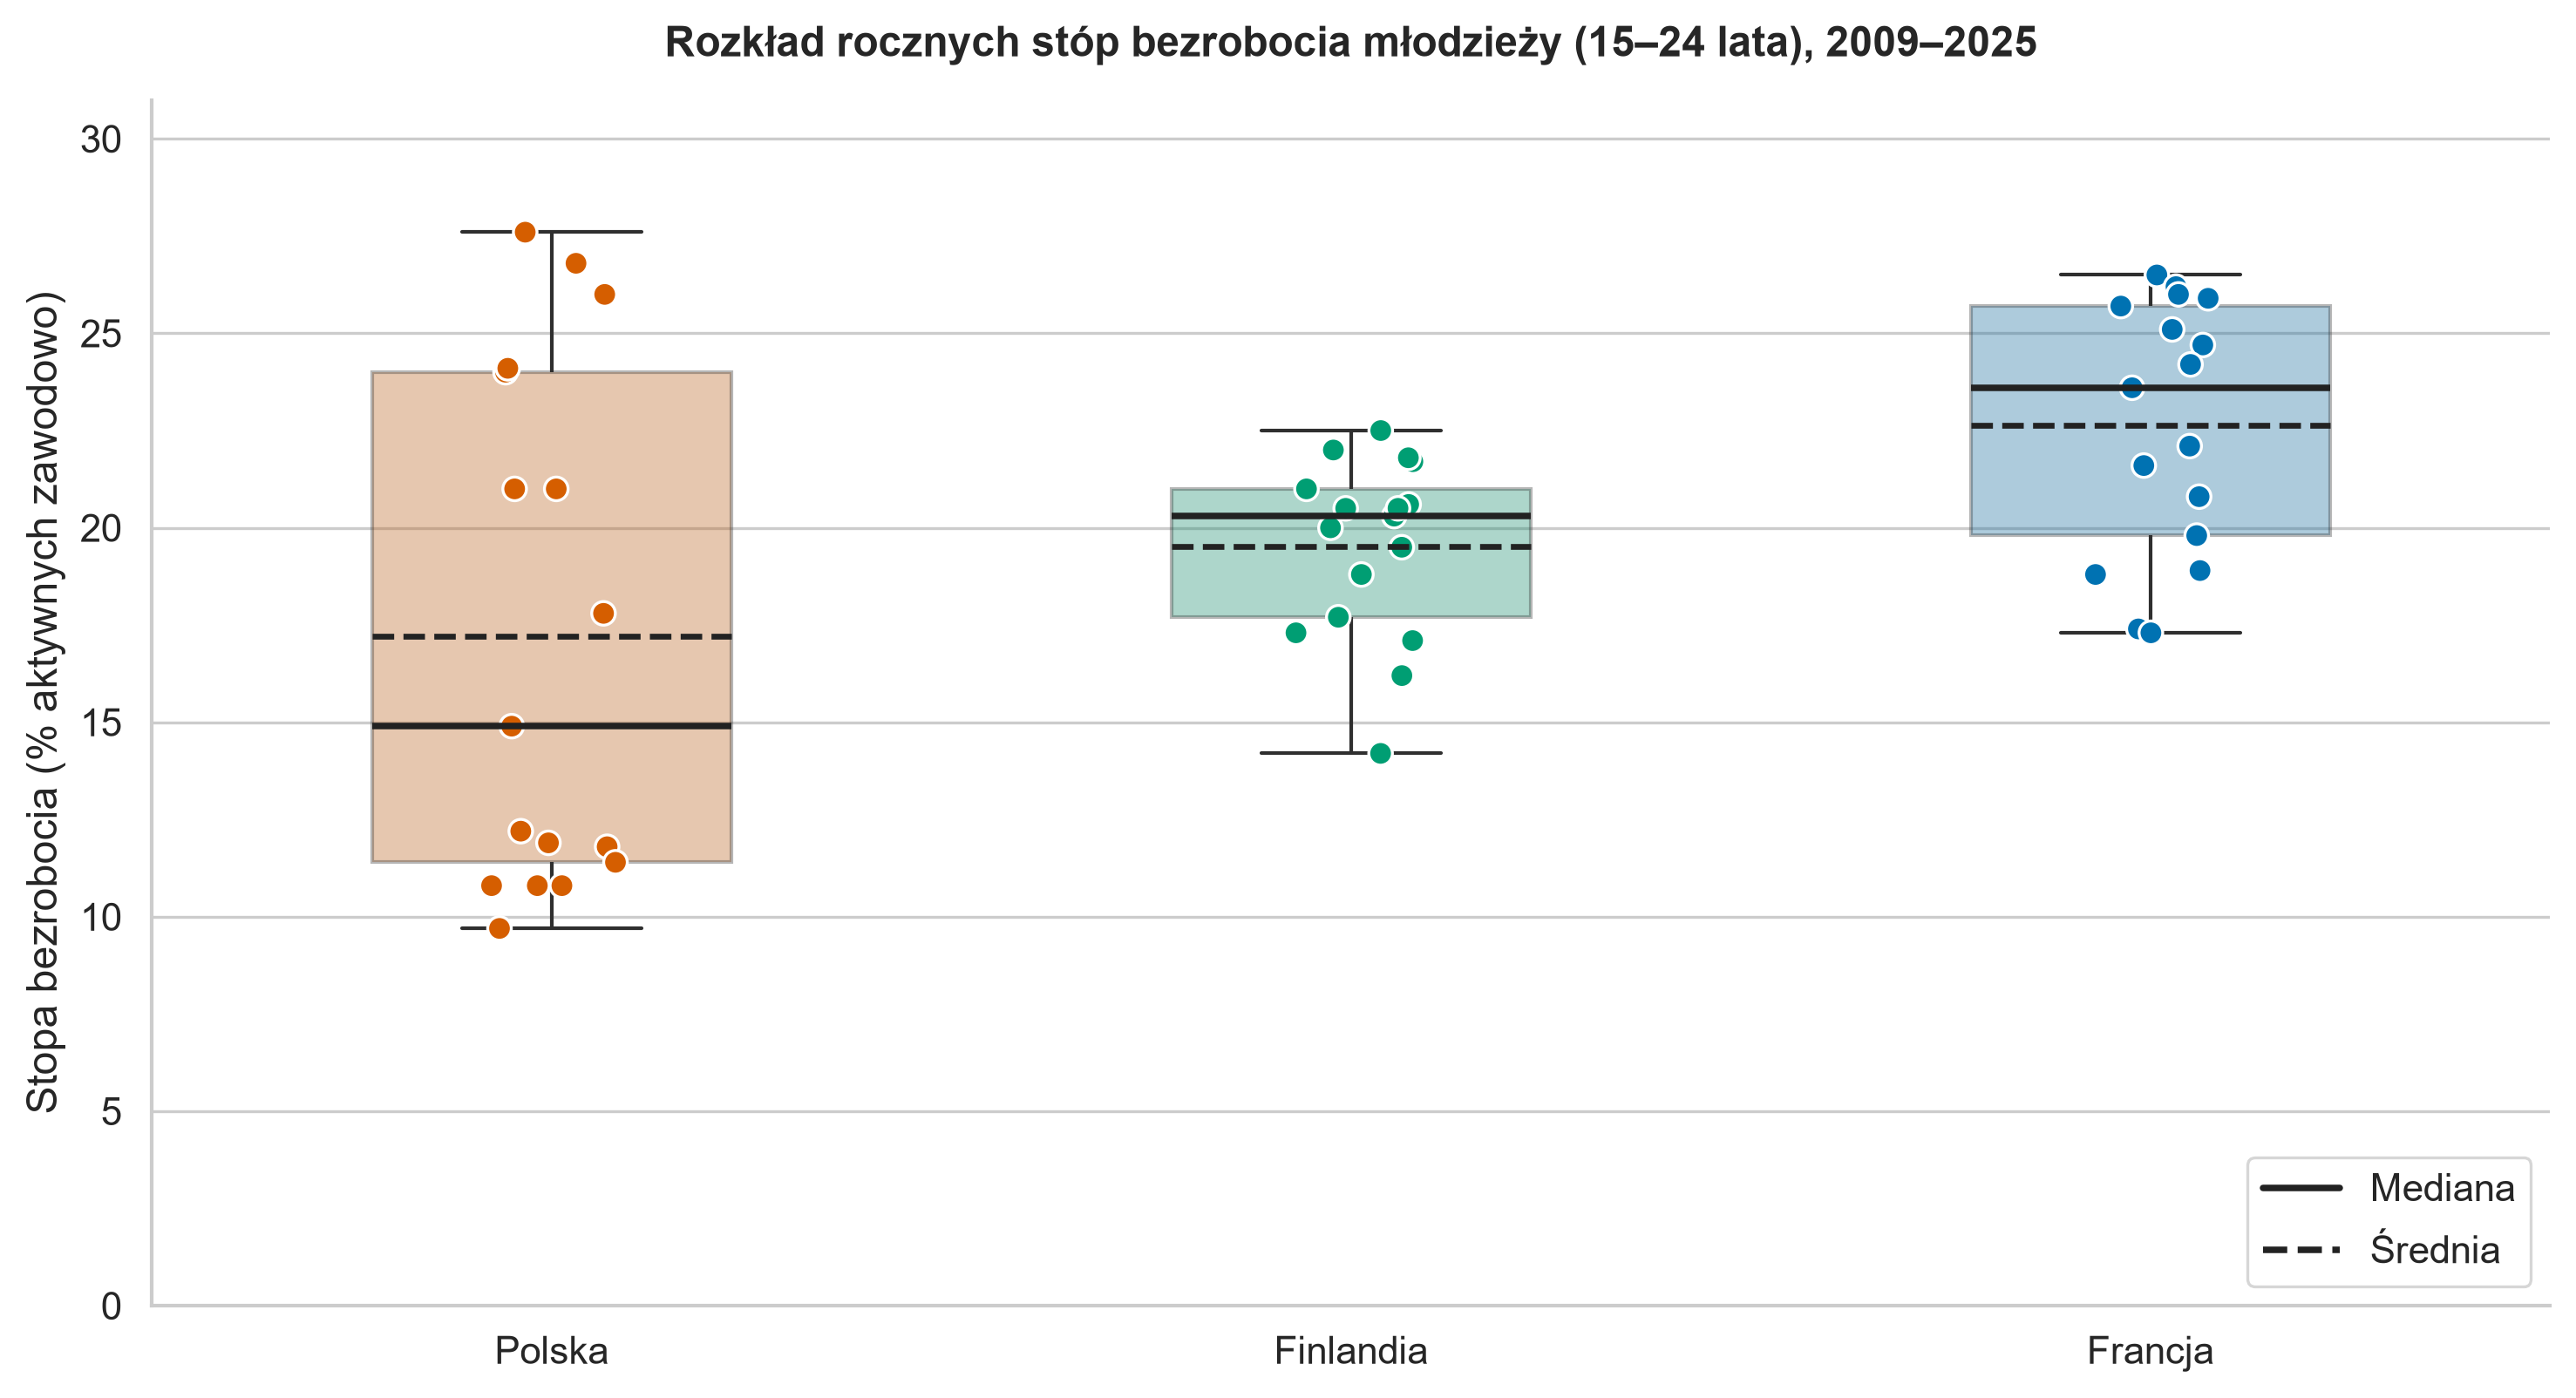 Rozkład rocznych stóp bezrobocia młodzieży (15–24 lata), 2009–2025
Stopa bezrobocia (% aktywnych zawodowo)
30
25
20
15
10
5
0
Polska
Finlandia
Francja
Mediana
Średnia